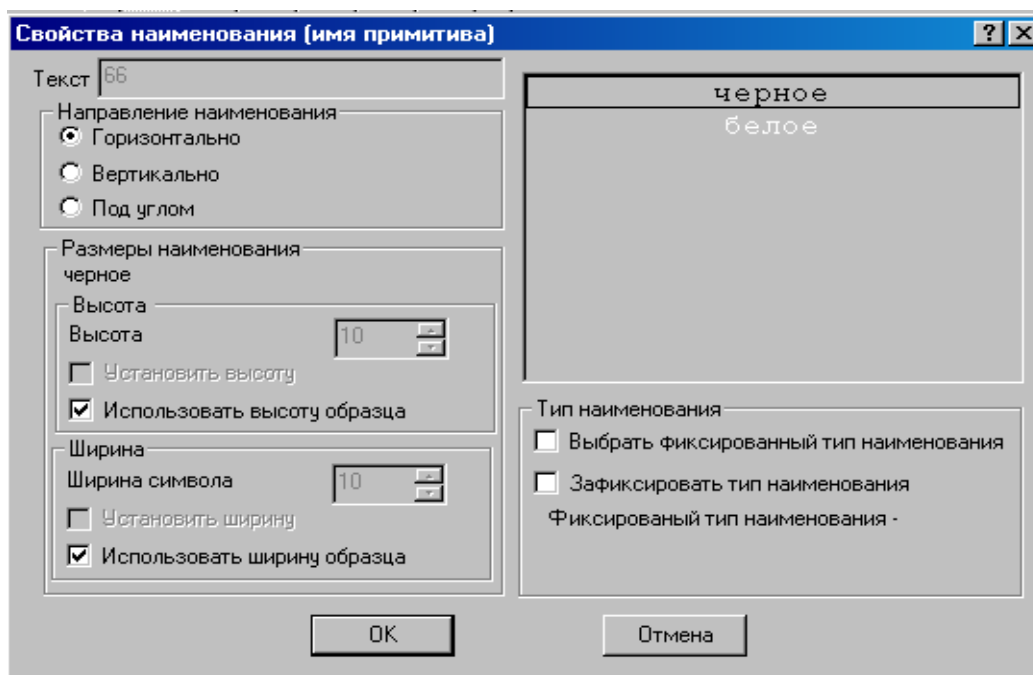 Свойства наименования (имя примитива)
Текст 66
Направление наименования
Горизонтально
Вертикально
Под углом
Размеры наименования
черное
Высота
Высота 10
Установить высоту
Использовать высоту образца
Ширина
Ширина символа 10
Установить ширину
Использовать ширину образца
черное
белое
Тип наименования
Выбрать фиксированный тип наименования
Зафиксировать тип наименования
Фиксированый тип наименования -
OK
Отмена